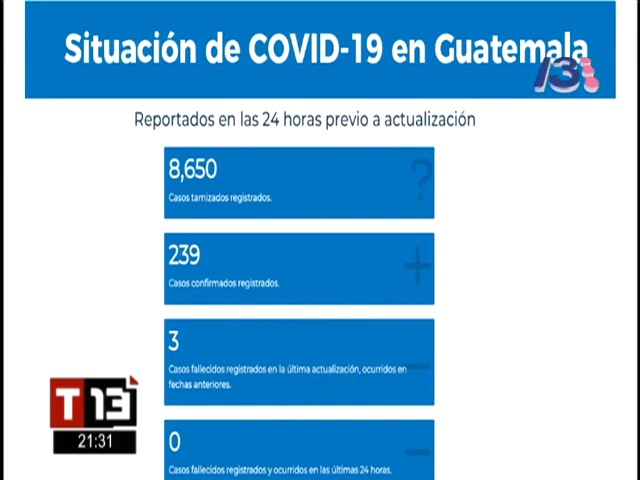 Situación de COVID-19 en Guatemala
13
Reportados en las 24 horas previo a actualización
8,650
?
Casos tamizados registrados.
239
+
Casos confirmados registrados.
3
Casos fallecidos registrados en la última actualización, ocurridos en
fechas anteriores.
T13
21:31
0
Casos fallecidos registrados y ocurridos en las últimas 24 horas.